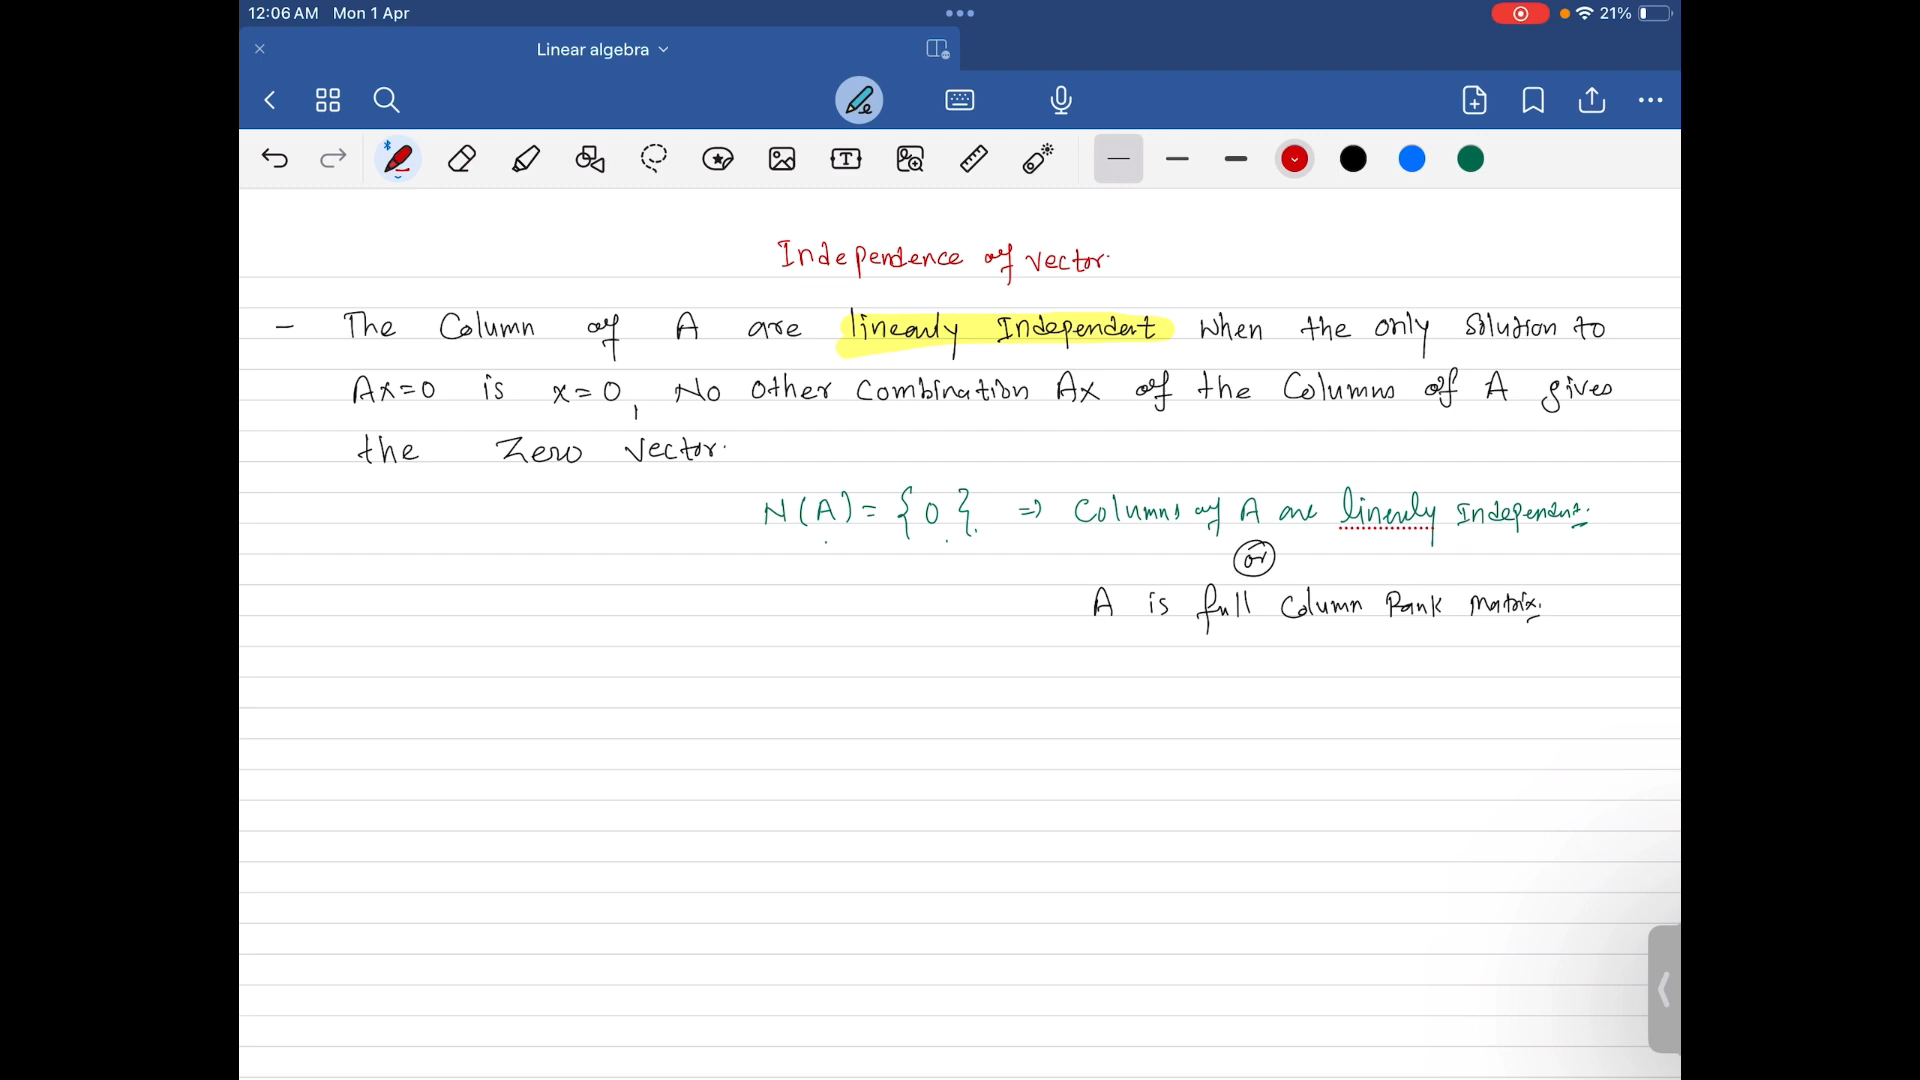 12:06 AM Mon 1 Apr
21%
Linear algebra
Independence of vector.
- The Column of A are linearly Independent When the only Solution to
Ax=0 is x=0, No other Combination Ax of the Columns of A gives
the Zero vector.
N(A) = {0}. => Columns of A are linearly Independent.
or
A is full Column Rank Matrix.